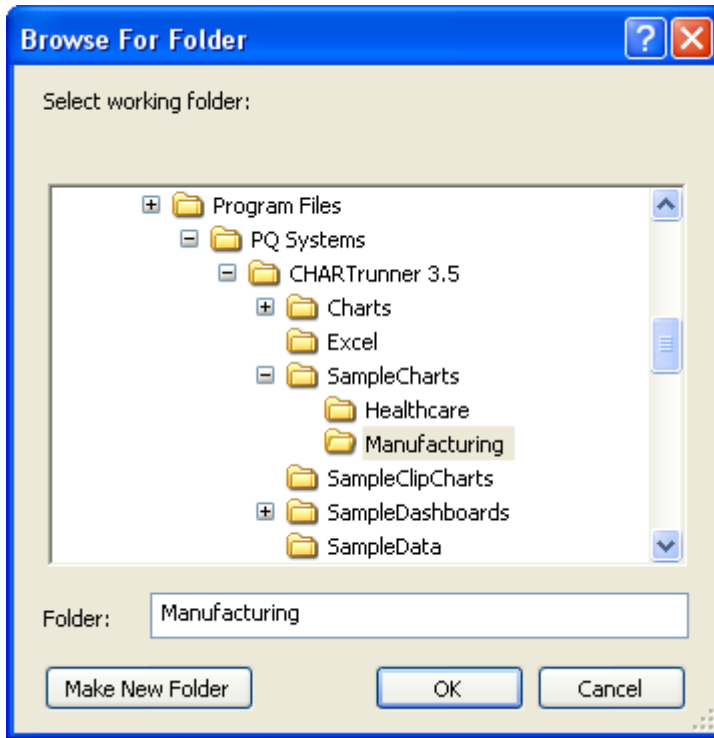 Browse For Folder
Select working folder:
Program Files
PQ Systems
CHARTrunner 3.5
Charts
Excel
SampleCharts
Healthcare
Manufacturing
SampleClipCharts
SampleDashboards
SampleData
Folder: Manufacturing
Make New Folder OK Cancel